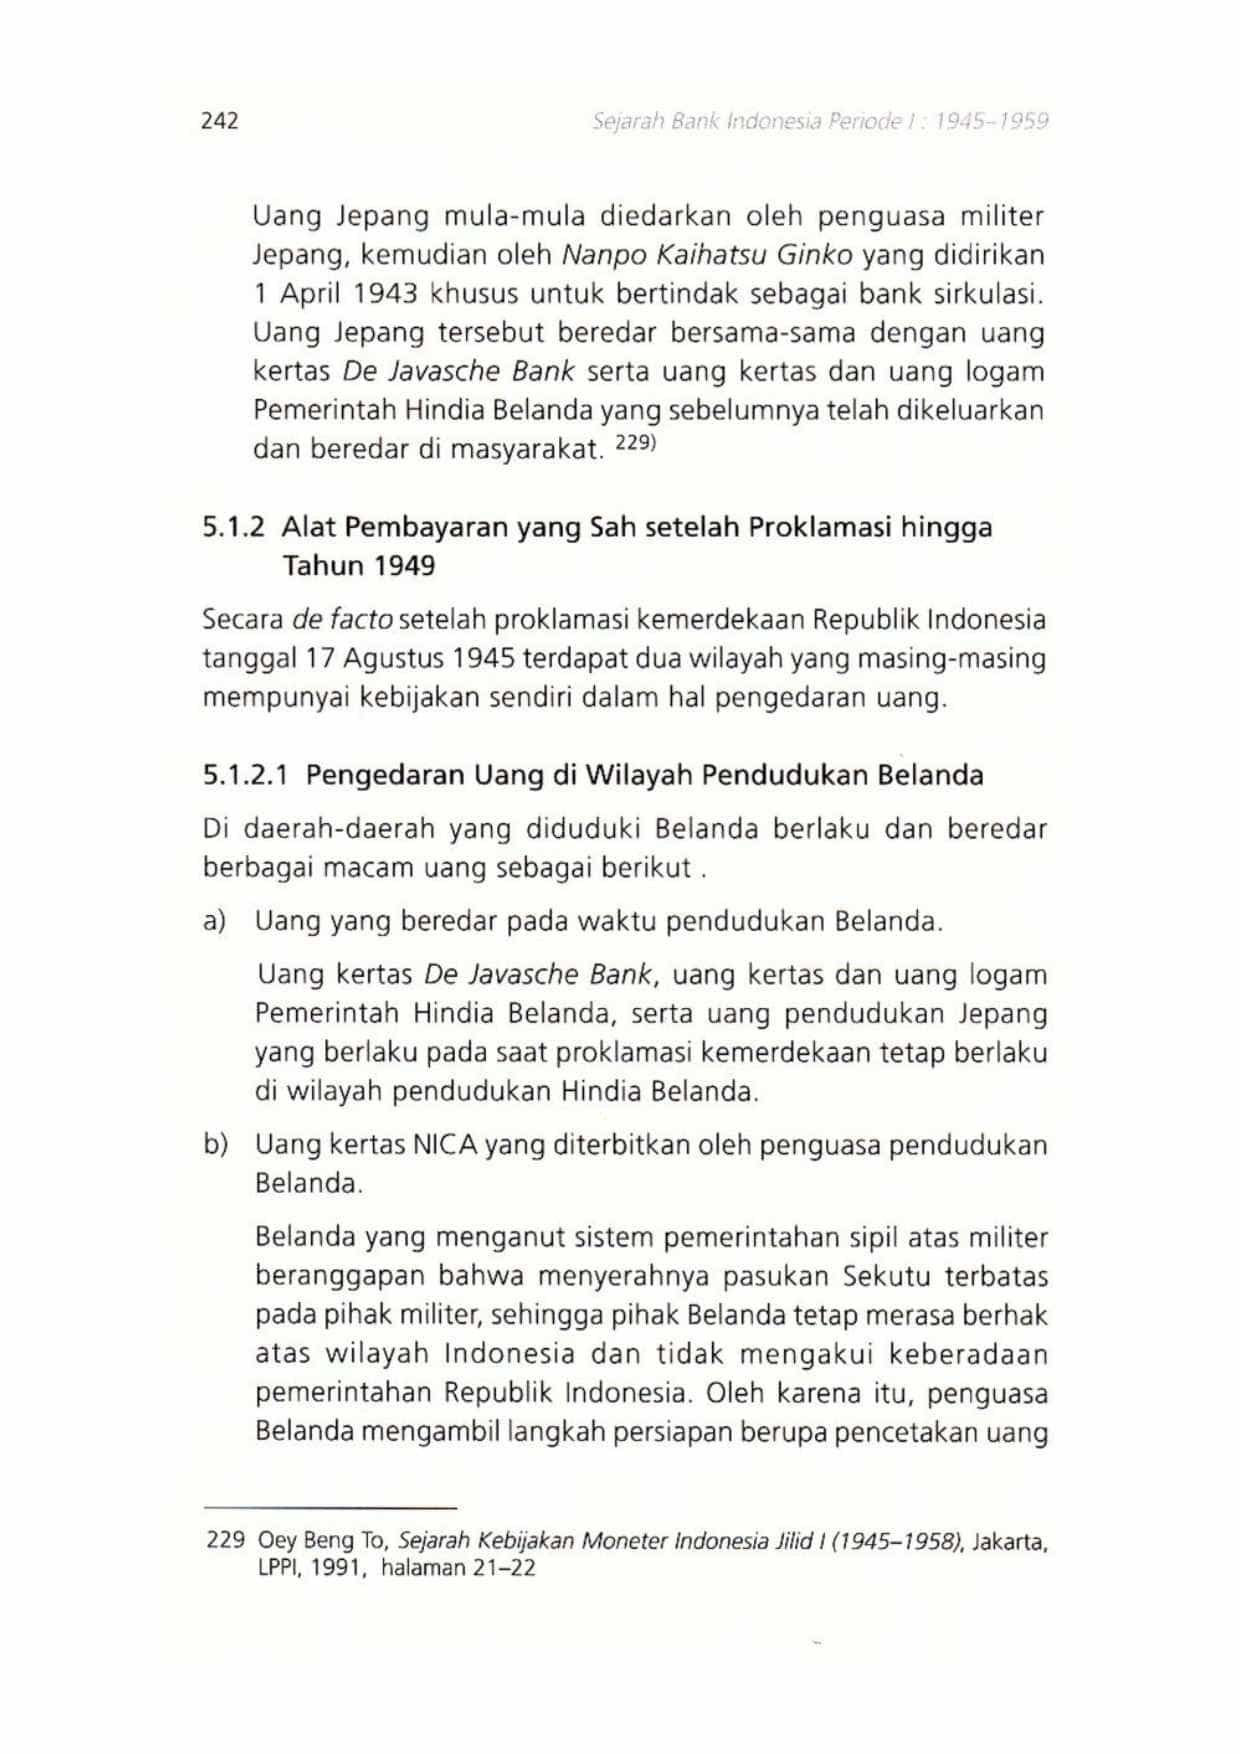 242
Sejarah Bank Indonesia Periode I : 1945–1959
Uang Jepang mula-mula diedarkan oleh penguasa militer
Jepang, kemudian oleh Nanpo Kaihatsu Ginko yang didirikan
1 April 1943 khusus untuk bertindak sebagai bank sirkulasi.
Uang Jepang tersebut beredar bersama-sama dengan uang
kertas De Javasche Bank serta uang kertas dan uang logam
Pemerintah Hindia Belanda yang sebelumnya telah dikeluarkan
dan beredar di masyarakat. 229)
5.1.2 Alat Pembayaran yang Sah setelah Proklamasi hingga
Tahun 1949
Secara de facto setelah proklamasi kemerdekaan Republik Indonesia
tanggal 17 Agustus 1945 terdapat dua wilayah yang masing-masing
mempunyai kebijakan sendiri dalam hal pengedaran uang.
5.1.2.1 Pengedaran Uang di Wilayah Pendudukan Belanda
Di daerah-daerah yang diduduki Belanda berlaku dan beredar
berbagai macam uang sebagai berikut .
a) Uang yang beredar pada waktu pendudukan Belanda.
Uang kertas De Javasche Bank, uang kertas dan uang logam
Pemerintah Hindia Belanda, serta uang pendudukan Jepang
yang berlaku pada saat proklamasi kemerdekaan tetap berlaku
di wilayah pendudukan Hindia Belanda.
b) Uang kertas NICA yang diterbitkan oleh penguasa pendudukan
Belanda.
Belanda yang menganut sistem pemerintahan sipil atas militer
beranggapan bahwa menyerahnya pasukan Sekutu terbatas
pada pihak militer, sehingga pihak Belanda tetap merasa berhak
atas wilayah Indonesia dan tidak mengakui keberadaan
pemerintahan Republik Indonesia. Oleh karena itu, penguasa
Belanda mengambil langkah persiapan berupa pencetakan uang
229 Oey Beng To, Sejarah Kebijakan Moneter Indonesia Jilid I (1945–1958), Jakarta,
LPPI, 1991, halaman 21–22